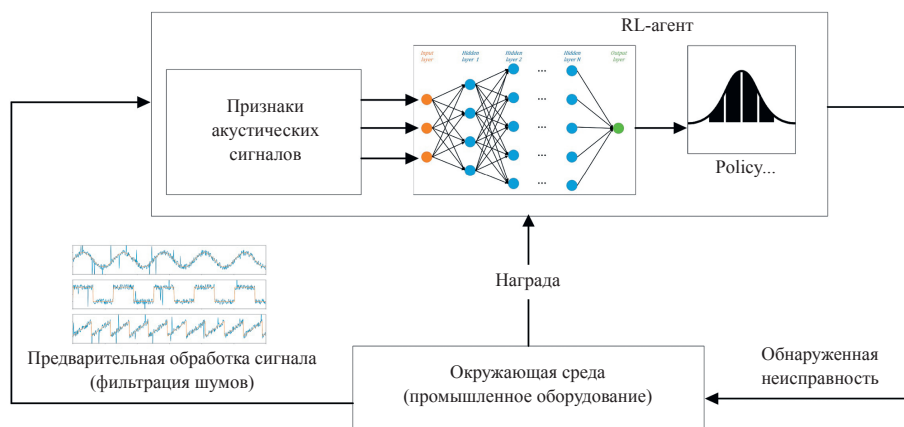 RL-агент
Input layer
Hidden layer 1
Hidden layer 2
Hidden layer N
Output layer
...
...
Признаки
акустических
сигналов
Policy...
Награда
Предварительная обработка сигнала
(фильтрация шумов)
Окружающая среда
(промышленное оборудование)
Обнаруженная
неисправность